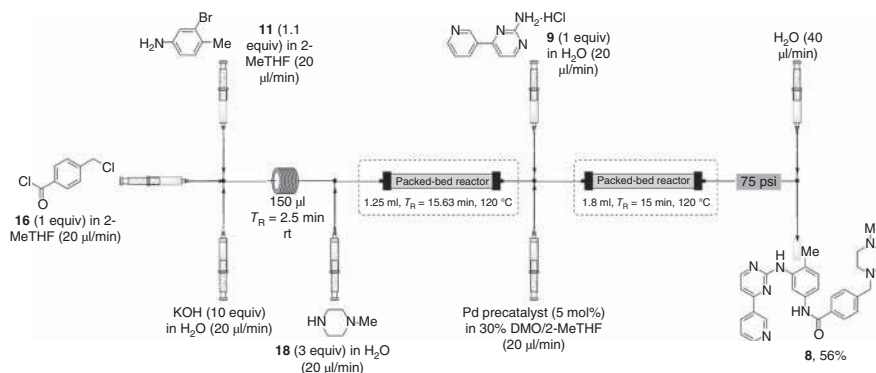 Br
H₂N
Me
11 (1.1
equiv) in 2-
MeTHF (20
µl/min)
N
N
N
NH₂·HCl
9 (1 equiv)
in H₂O (20
µl/min)
H₂O (40
µl/min)
Cl
Cl
O
16 (1 equiv) in 2-
MeTHF (20 µl/min)
150 µl
T_R = 2.5 min
rt
Packed-bed reactor
1.25 ml, T_R = 15.63 min, 120 °C
Packed-bed reactor
1.8 ml, T_R = 15 min, 120 °C
75 psi
KOH (10 equiv)
in H₂O (20 µl/min)
HN
N–Me
18 (3 equiv) in H₂O
(20 µl/min)
Pd precatalyst (5 mol%)
in 30% DMO/2-MeTHF
(20 µl/min)
N
N
H
N
Me
N
HN
O
N
N
M
8, 56%